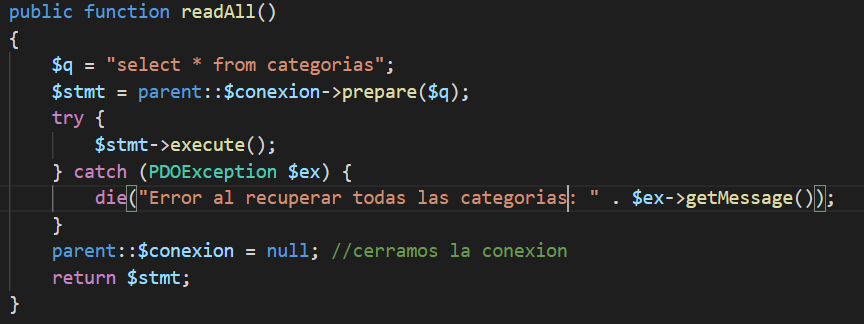 public function readAll()
{
    $q = "select * from categorias";
    $stmt = parent::$conexion->prepare($q);
    try {
        $stmt->execute();
    } catch (PDOException $ex) {
        die("Error al recuperar todas las categorias: " . $ex->getMessage());
    }
    parent::$conexion = null; //cerramos la conexion
    return $stmt;
}